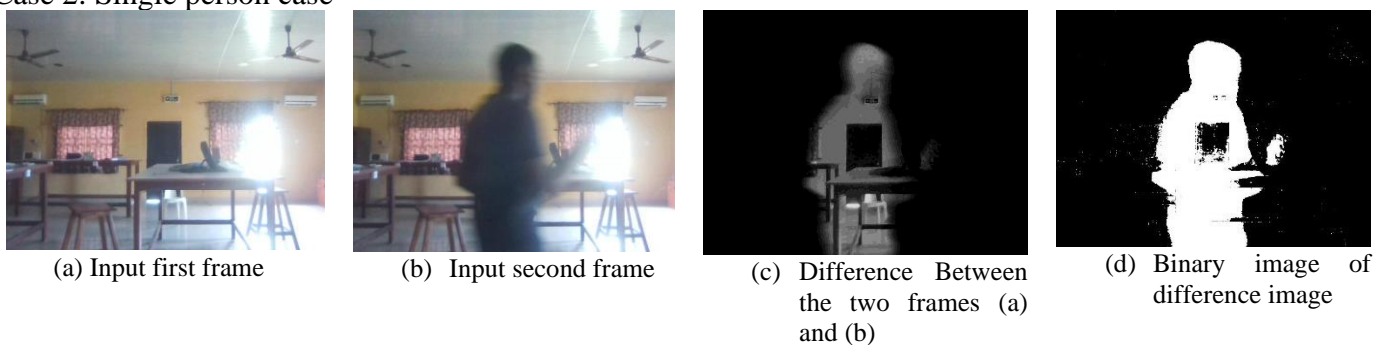 Case 2: Single person case
(a) Input first frame
(b) Input second frame
(c) Difference Between
the two frames (a)
and (b)
(d) Binary image of
difference image